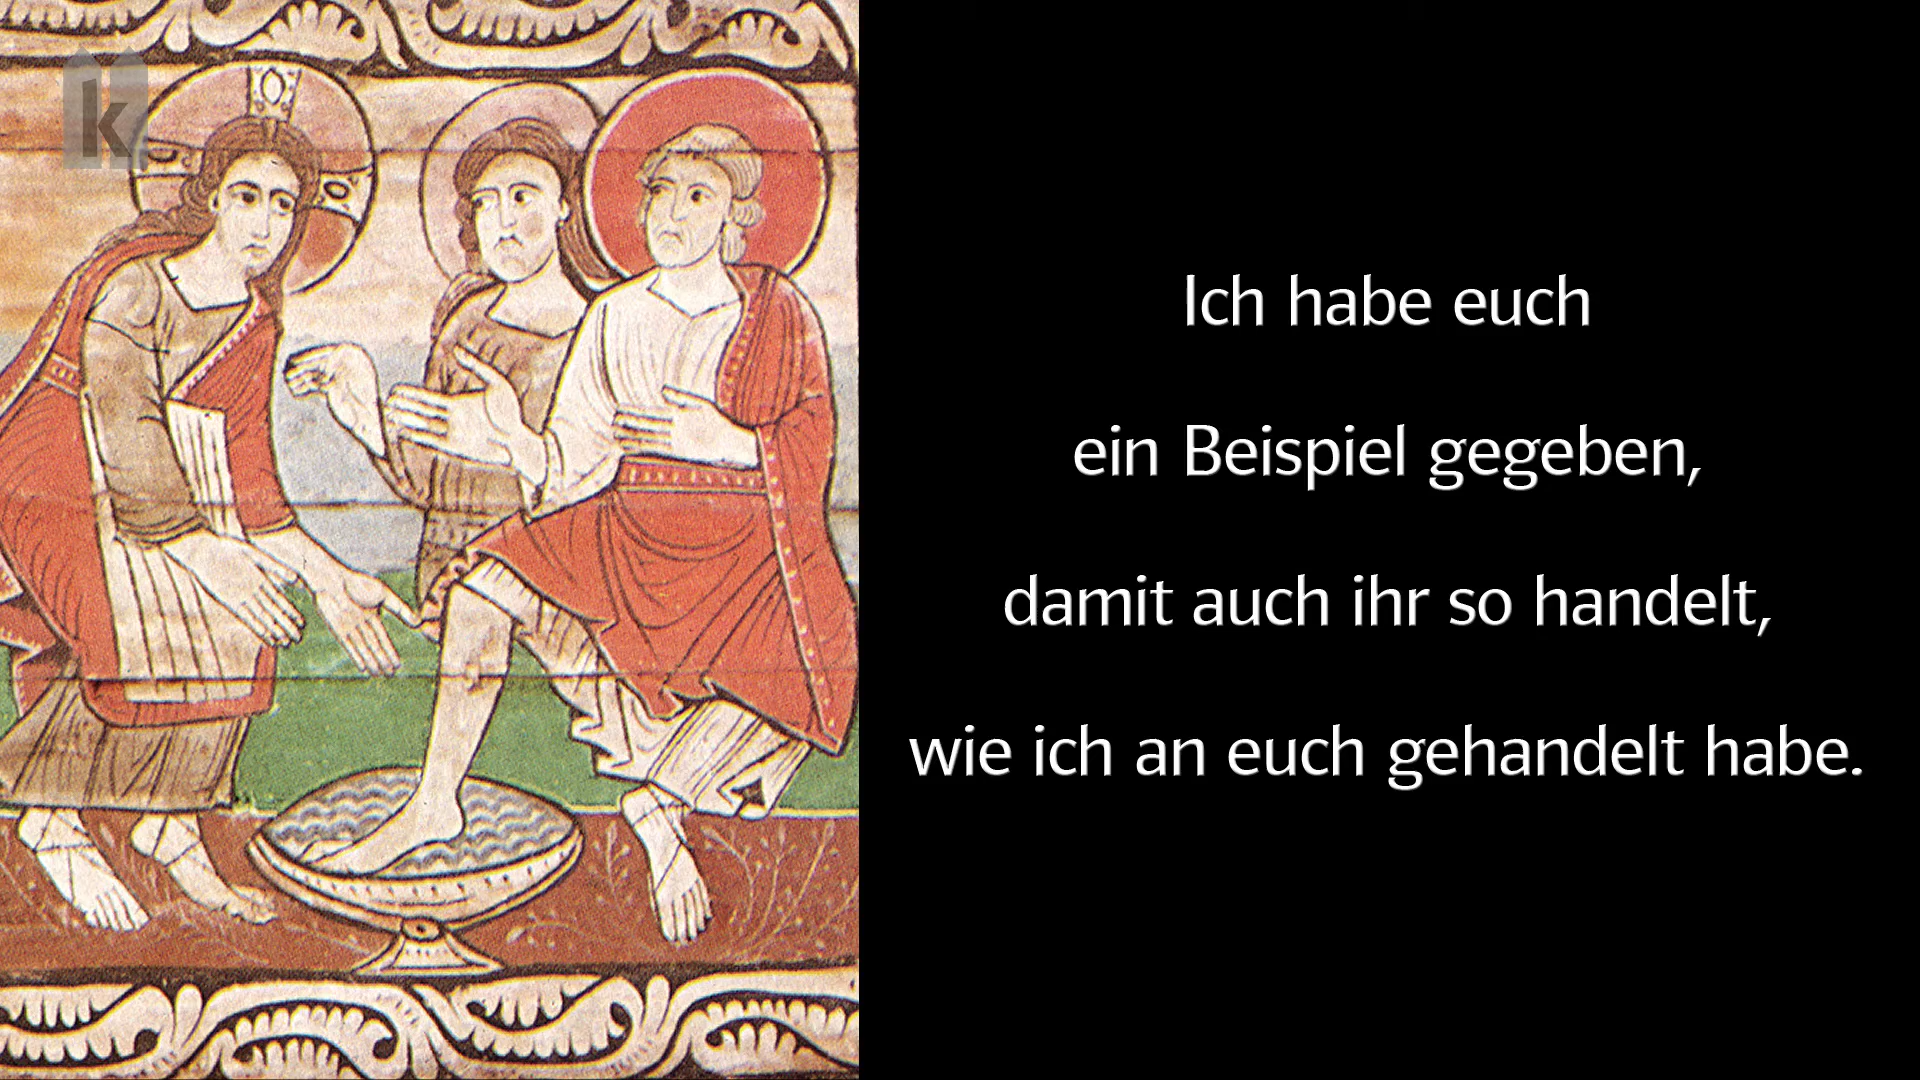 k
Ich habe euch
ein Beispiel gegeben,
damit auch ihr so handelt,
wie ich an euch gehandelt habe.